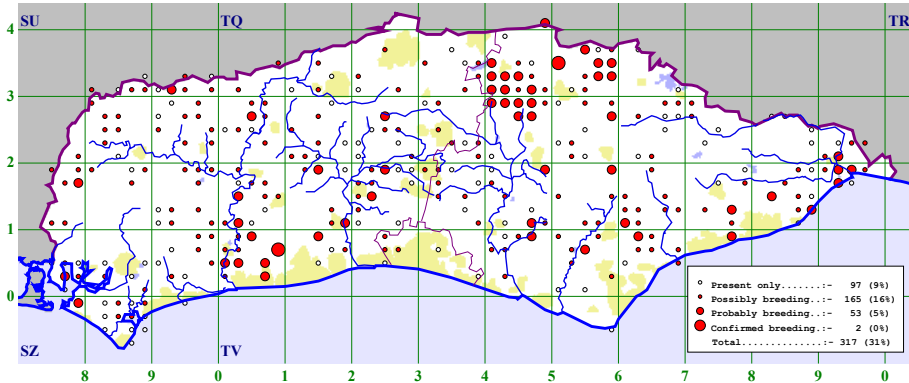 SU TQ TR
4
3
2
1
0
Present only.......:- 97 (9%)
Possibly breeding..:- 165 (16%)
Probably breeding..:- 53 (5%)
Confirmed breeding.:- 2 (0%)
Total..............:- 317 (31%)
SZ TV
8 9 0 1 2 3 4 5 6 7 8 9 0